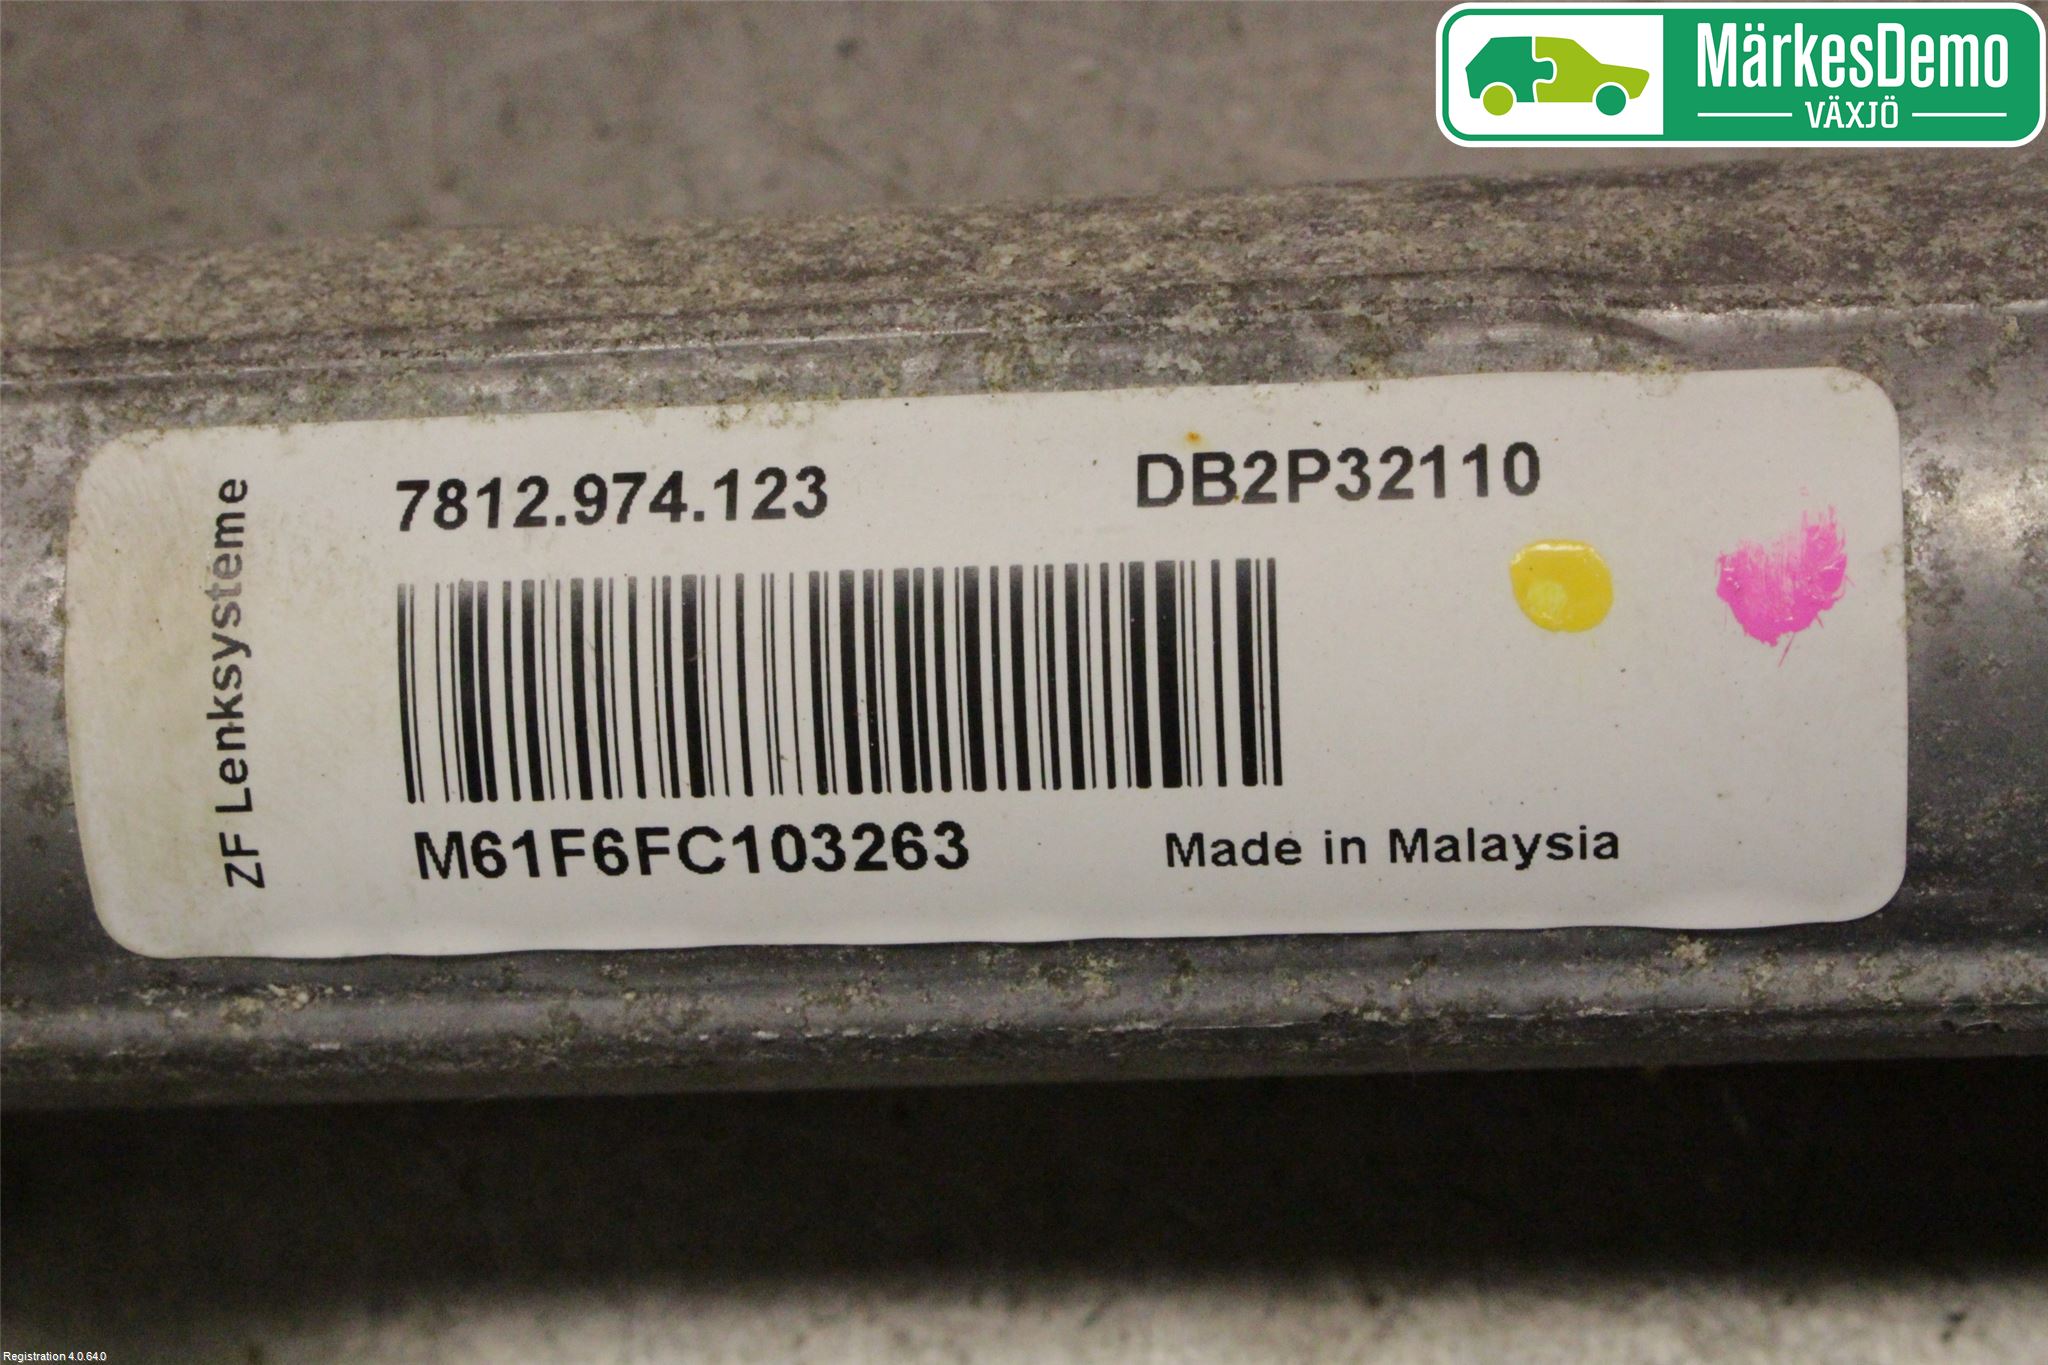 MärkesDemo
VÄXJÖ
ZF Lenksysteme
7812.974.123
DB2P32110
M61F6FC103263
Made in Malaysia
Registration 4.0.64.0